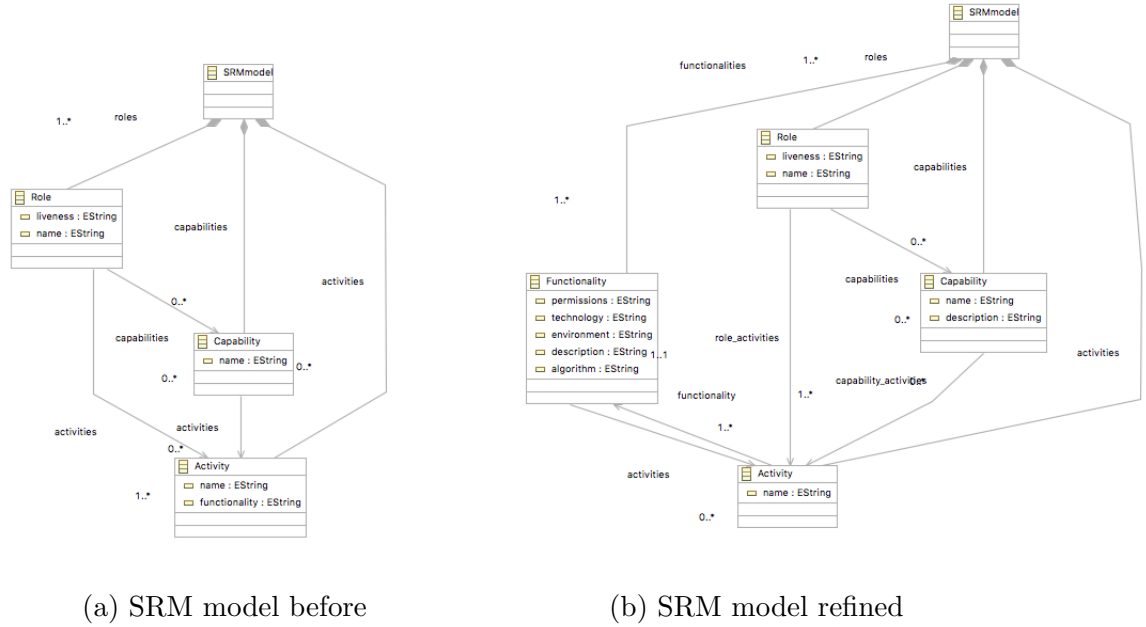 SRMmodel
roles
1..*
Role
liveness : EString
name : EString
capabilities
activities
0..*
capabilities
Capability
name : EString
0..*
0..*
activities
activities
0..*
Activity
name : EString
functionality : EString
1..*
(a) SRM model before
SRMmodel
functionalities
1..*
roles
Role
liveness : EString
name : EString
capabilities
1..*
0..*
Functionality
permissions : EString
technology : EString
environment : EString
description : EString
algorithm : EString
1..1
capabilities
Capability
name : EString
description : EString
0..*
role_activities
activities
capability_activities
0..*
functionality
1..*
1..*
activities
Activity
name : EString
0..*
(b) SRM model refined